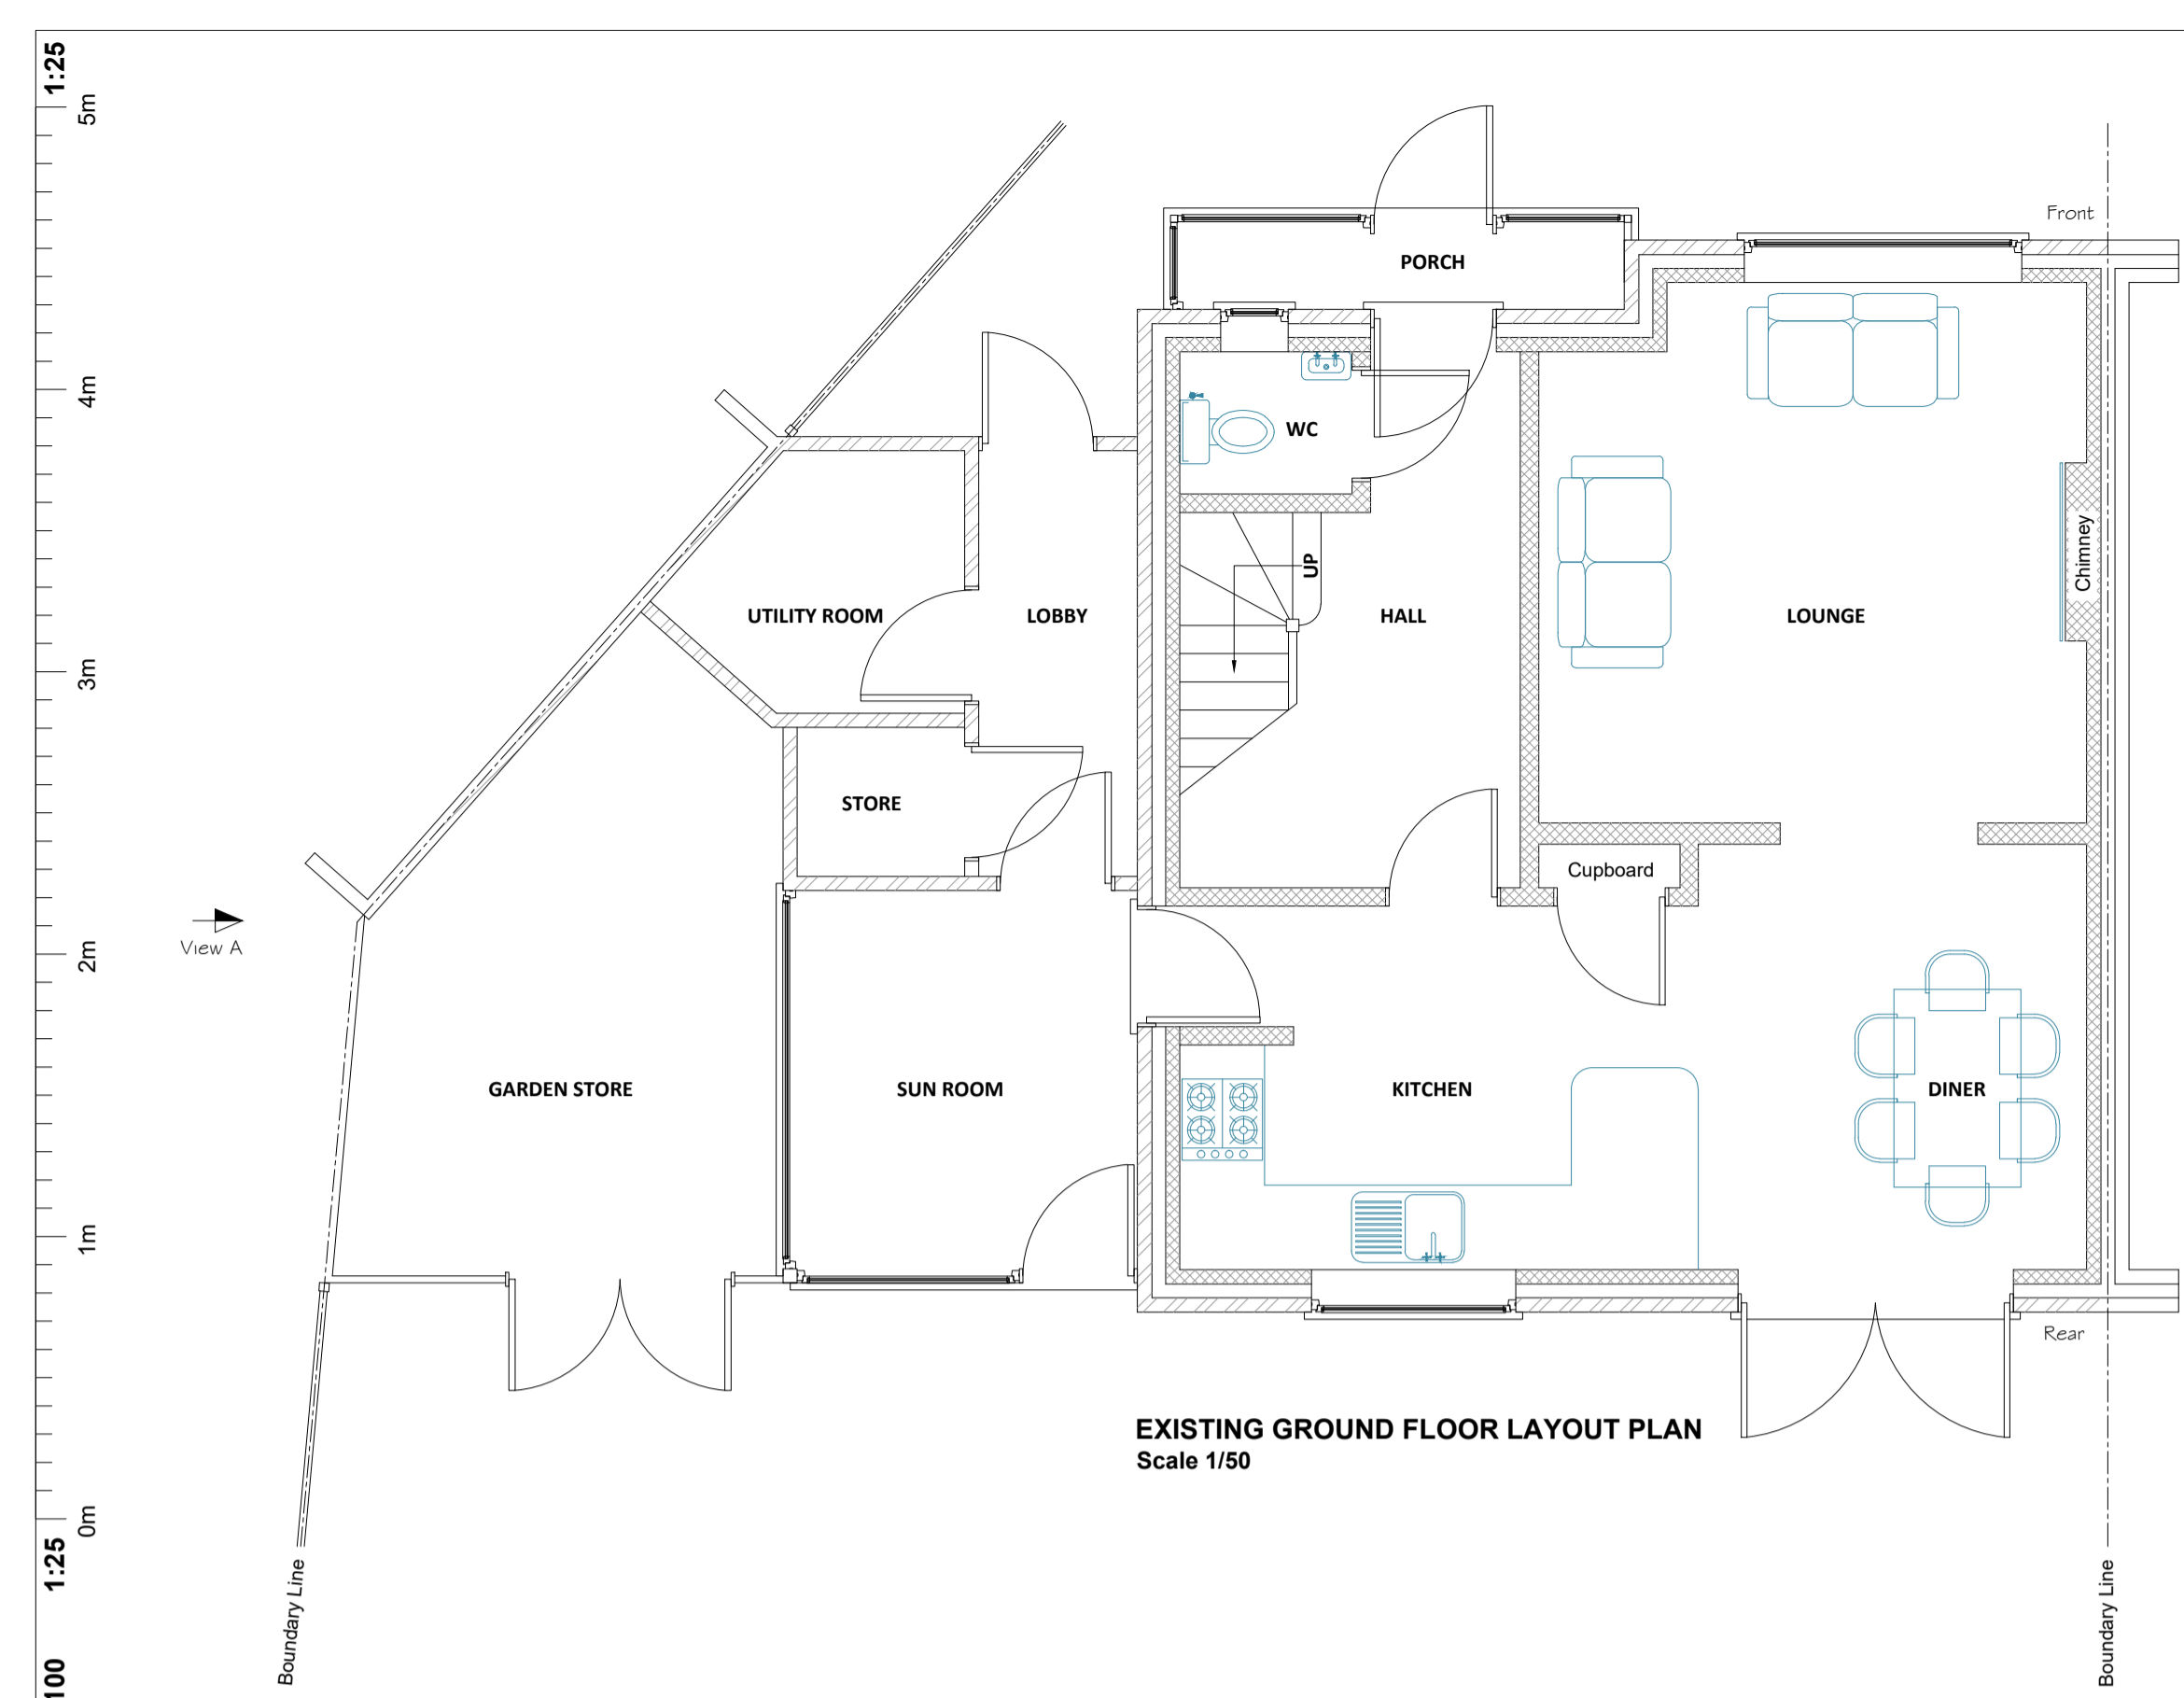 1:25
5m
4m
3m
2m
1m
0m
1:25
100
Front
PORCH
WC
UP
Chimney
UTILITY ROOM
LOBBY
HALL
LOUNGE
STORE
Cupboard
View A
GARDEN STORE
SUN ROOM
KITCHEN
DINER
Rear
EXISTING GROUND FLOOR LAYOUT PLAN
Scale 1/50
Boundary Line
Boundary Line